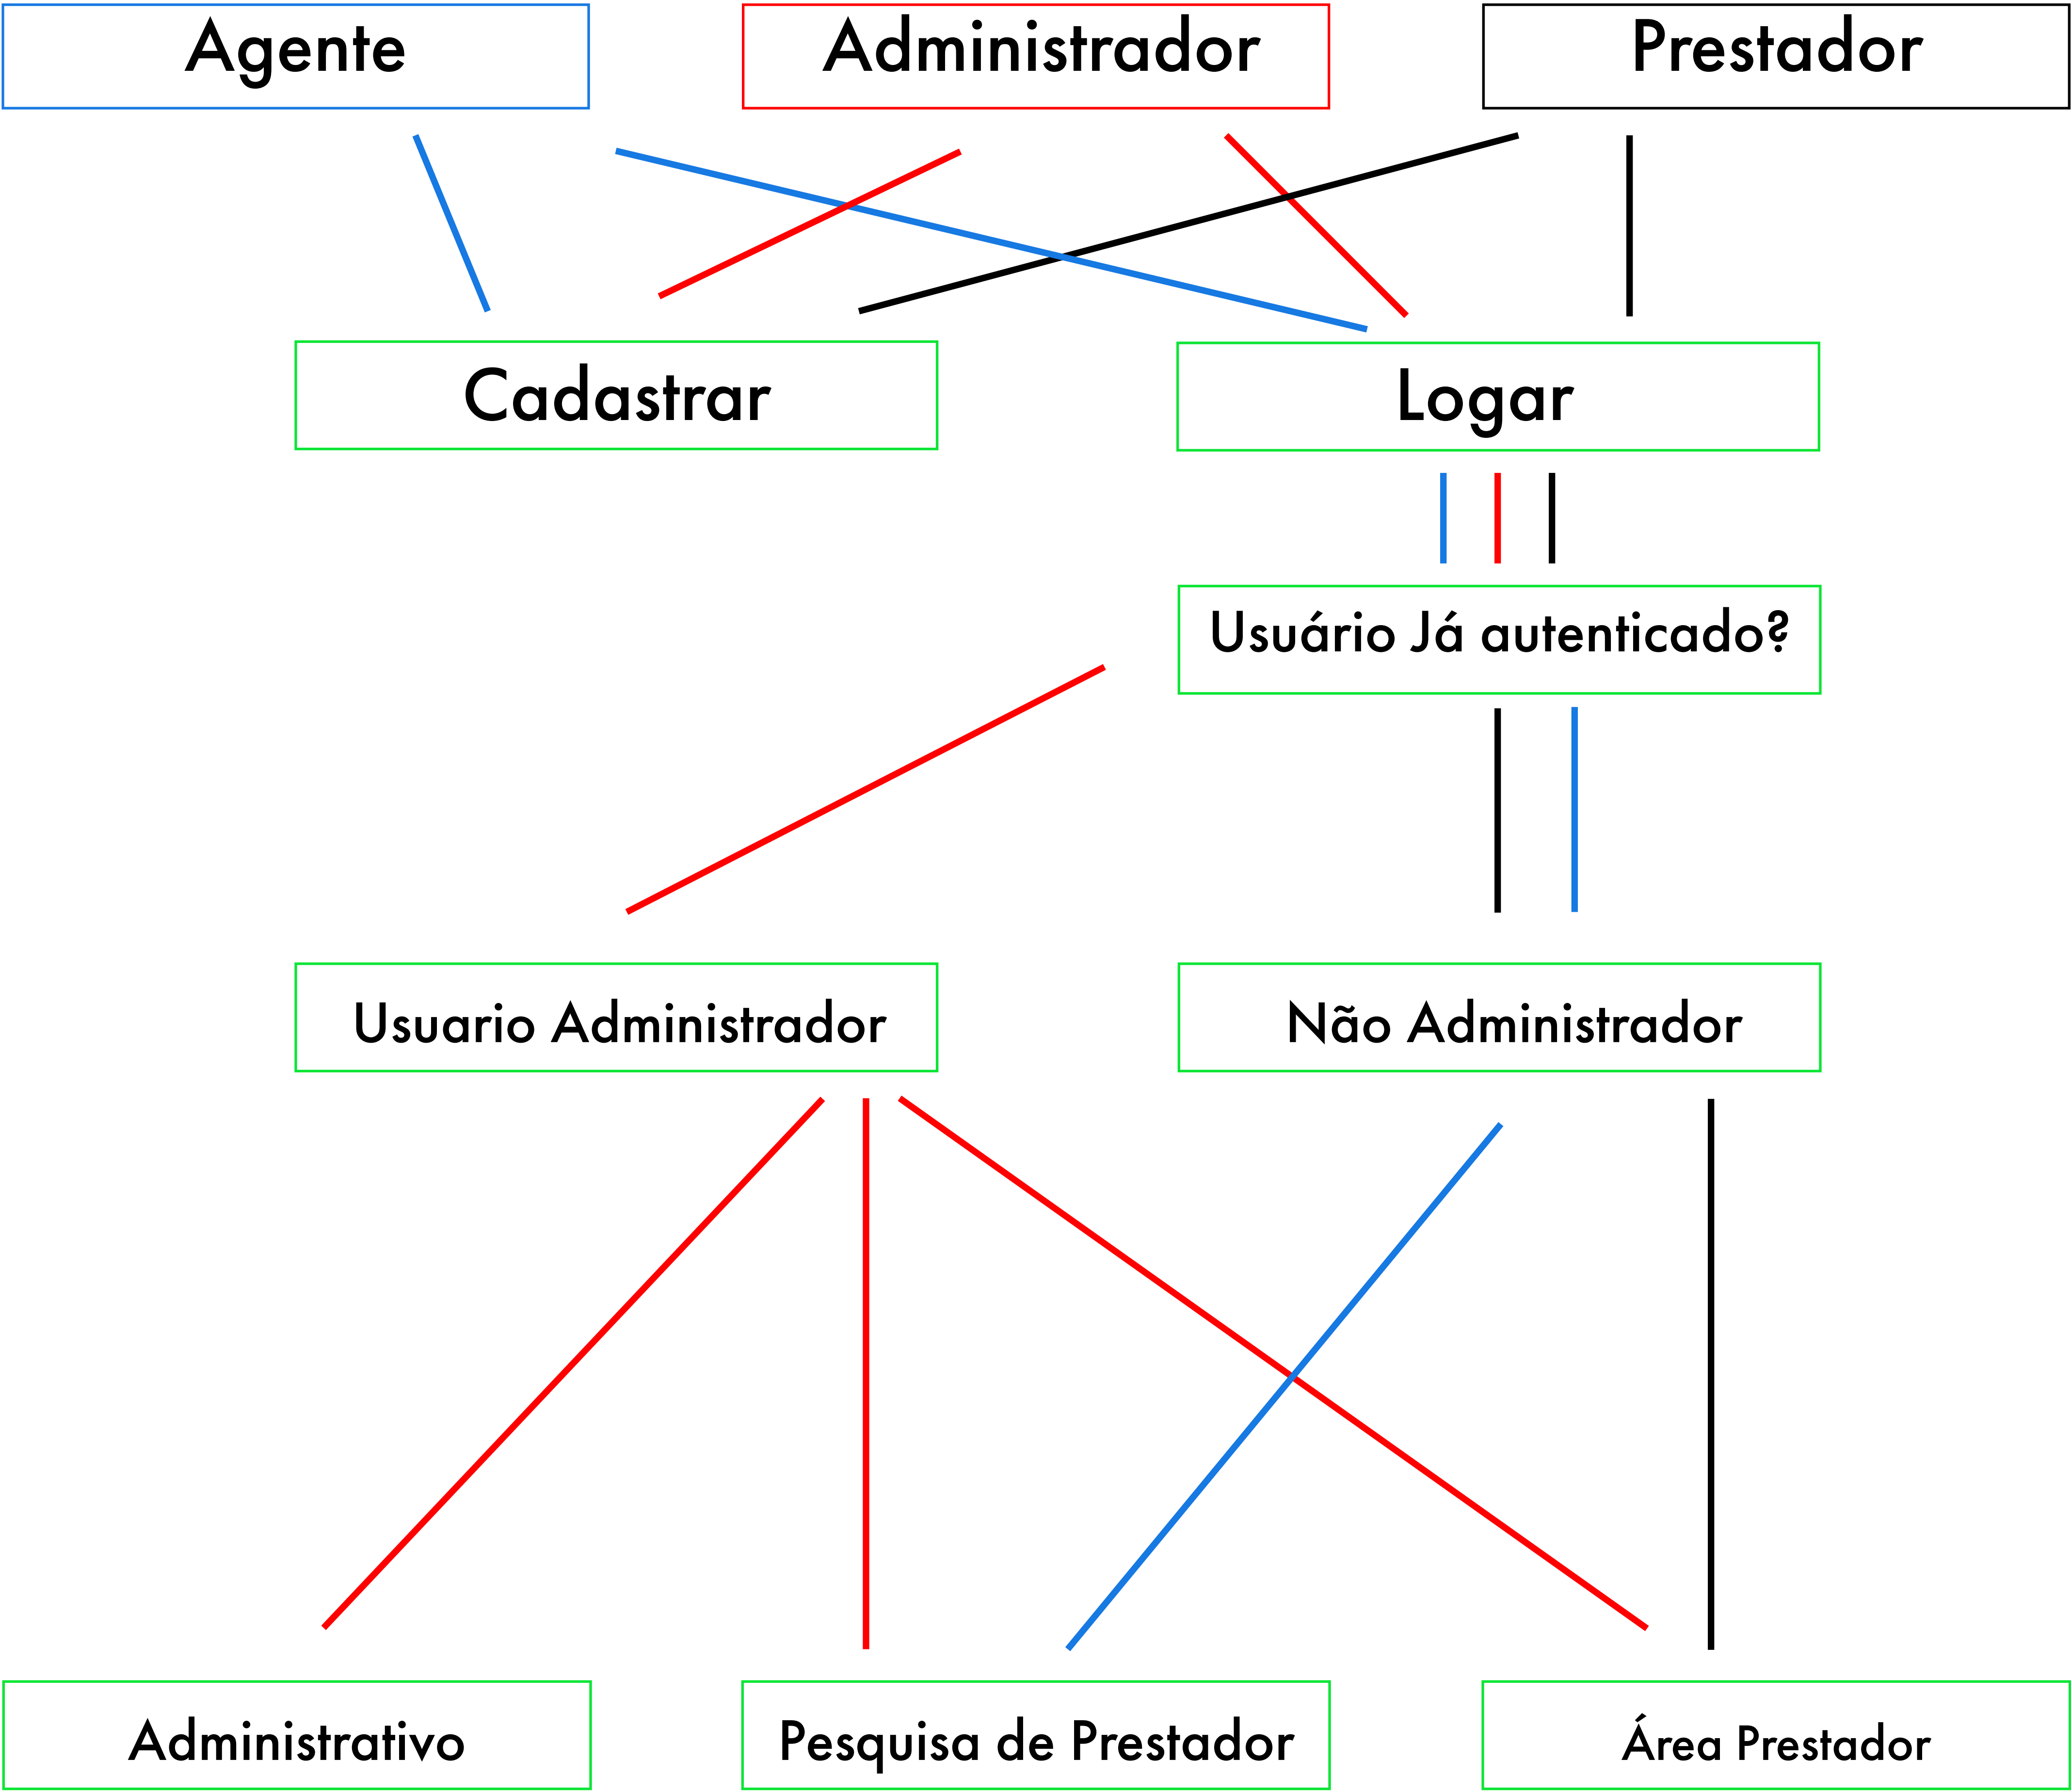 Agente
Administrador
Prestador
Cadastrar
Logar
Usuário Já autenticado?
Usuario Administrador
Não Administrador
Administrativo
Pesquisa de Prestador
Área Prestador